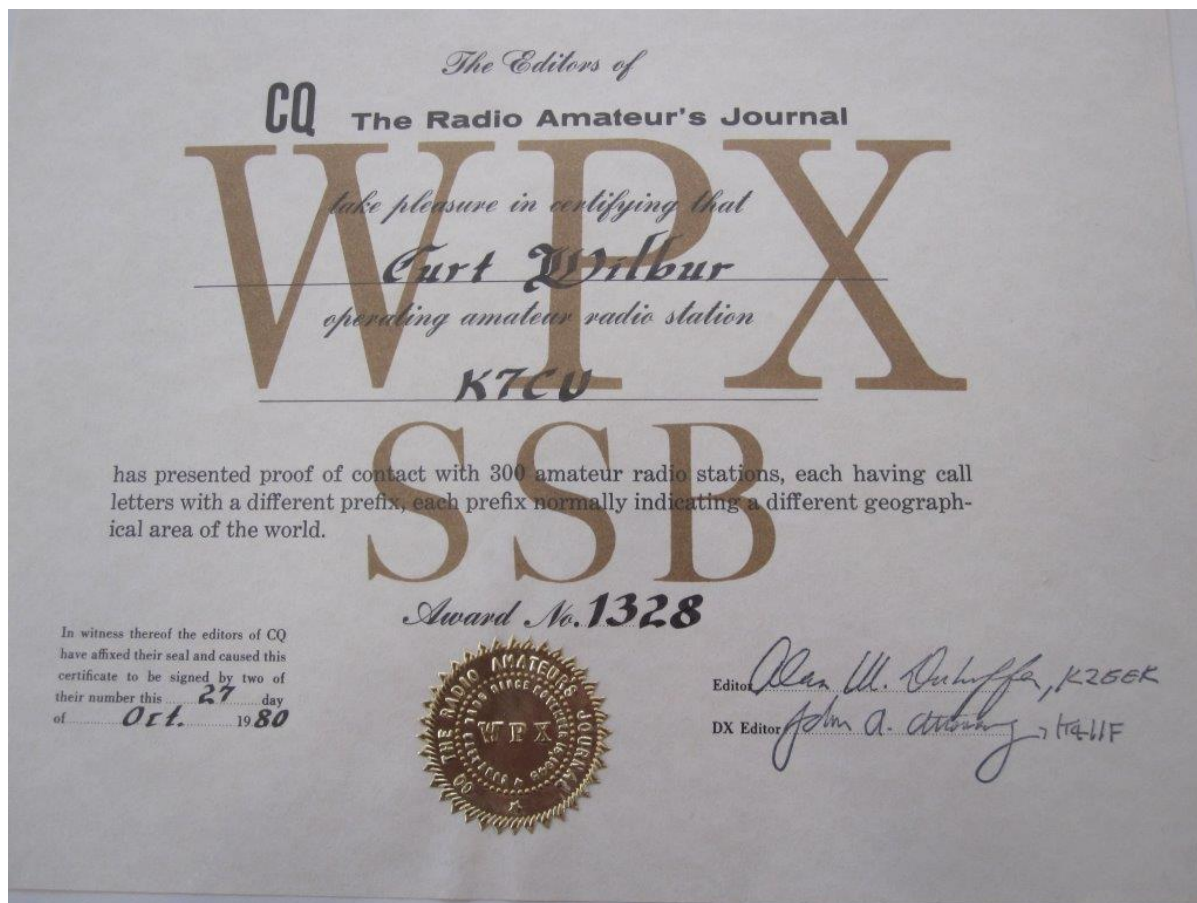 The Editors of
CQ The Radio Amateur's Journal
WPX
take pleasure in certifying that
Curt Wilbur
operating amateur radio station
K7CU
SSB
has presented proof of contact with 300 amateur radio stations, each having call
letters with a different prefix, each prefix normally indicating a different geograph-
ical area of the world.
Award No. 1328
In witness thereof the editors of CQ
have affixed their seal and caused this
certificate to be signed by two of
their number this 27 day
of Oct. 1980
CQ THE RADIO AMATEUR'S JOURNAL
WPX
Editor Alan M. Dorhoffer, K2EEK
DX Editor John A.